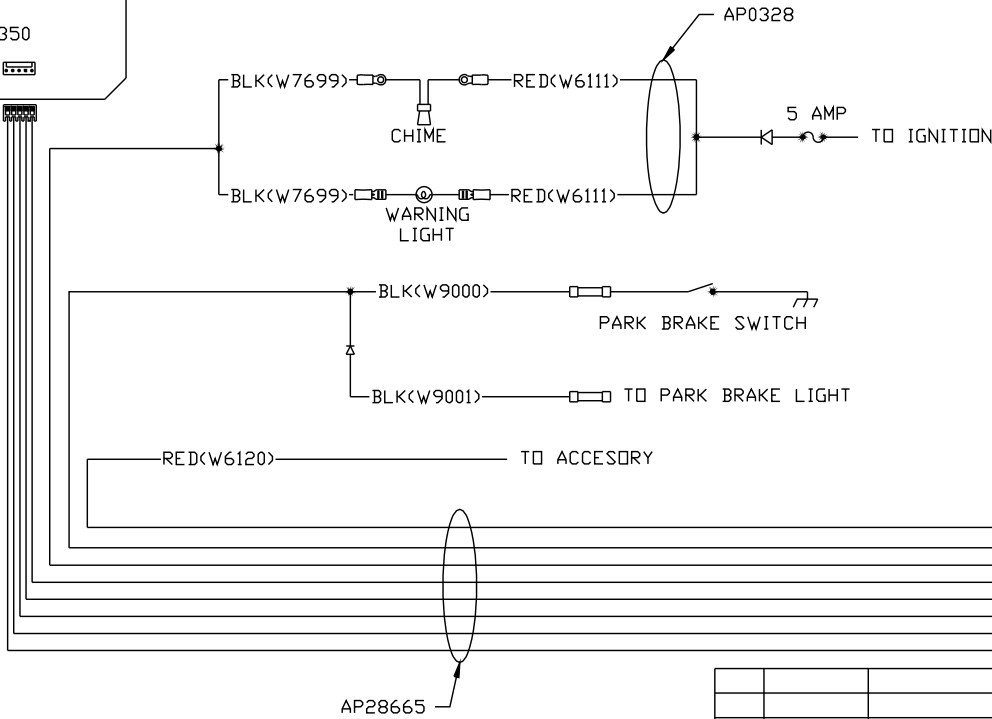 AP0328
350
BLK(W7699)
RED(W6111)
5 AMP
CHIME
TO IGNITION
BLK(W7699)
RED(W6111)
WARNING
LIGHT
BLK(W9000)
PARK BRAKE SWITCH
BLK(W9001)
TO PARK BRAKE LIGHT
RED(W6120)
TO ACCESORY
AP28665